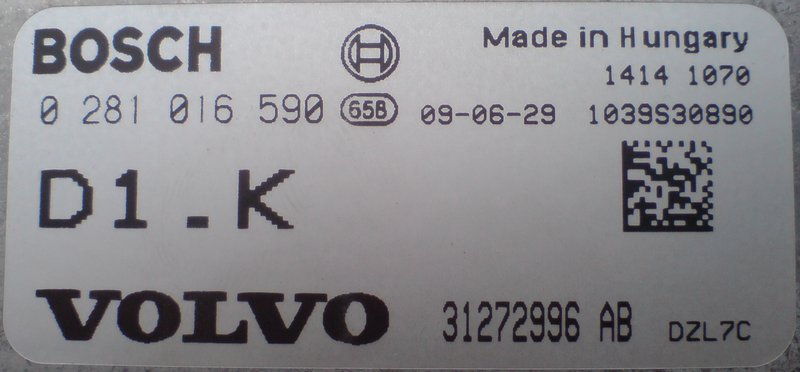 BOSCH Made in Hungary
1414 1070
0 281 016 590 65B 09-06-29 1039S30890
D1.K
VOLVO 31272996 AB DZL7C